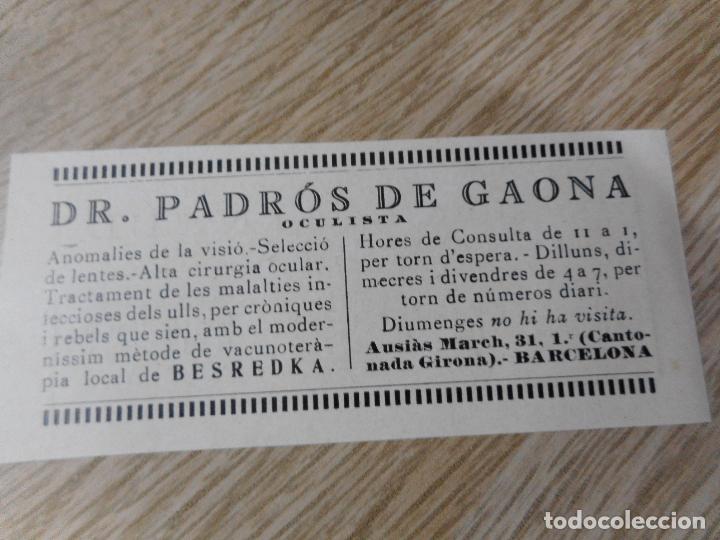 DR. PADRÓS DE GAONA
OCULISTA
Anomalies de la visió.-Selecció
de lentes.-Alta cirurgia ocular.
Tractament de les malalties in-
feccioses dels ulls, per cròniques
i rebels que sien, amb el moder-
níssim mètode de vacunoterà-
pia local de BESREDKA.
Hores de Consulta de 11 a 1,
per torn d'espera. - Dilluns, di-
mecres i divendres de 4 a 7, per
torn de números diari.
Diumenges no hi ha visita.
Ausiàs March, 31, 1.r (Canto-
nada Girona).- BARCELONA
todocoleccion
todocoleccion.net